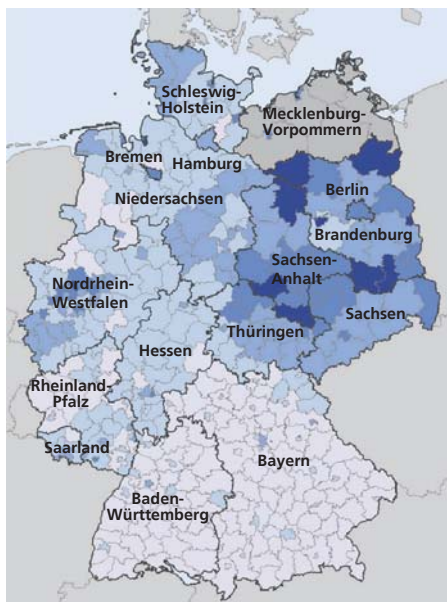 Schleswig-
Holstein
Mecklenburg-
Vorpommern
Bremen
Hamburg
Niedersachsen
Berlin
Brandenburg
Sachsen-
Anhalt
Nordrhein-
Westfalen
Sachsen
Thüringen
Hessen
Rheinland-
Pfalz
Saarland
Bayern
Baden-
Württemberg